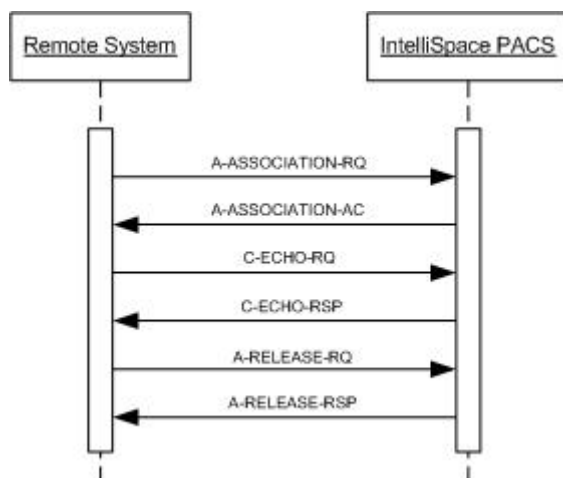 Remote System
IntelliSpace PACS
A-ASSOCIATION-RQ
A-ASSOCIATION-AC
C-ECHO-RQ
C-ECHO-RSP
A-RELEASE-RQ
A-RELEASE-RSP